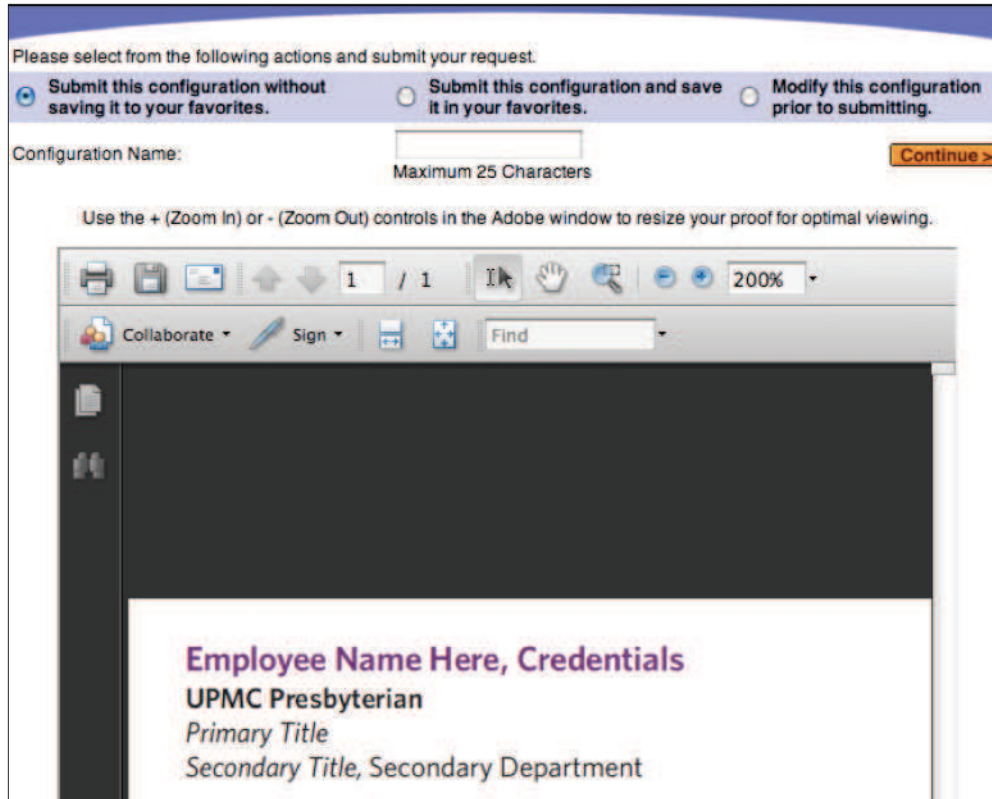 Please select from the following actions and submit your request.
Submit this configuration without
saving it to your favorites.
Submit this configuration and save
it in your favorites.
Modify this configuration
prior to submitting.
Configuration Name:
Maximum 25 Characters
Continue >
Use the + (Zoom In) or - (Zoom Out) controls in the Adobe window to resize your proof for optimal viewing.
1 / 1
200%
Collaborate
Sign
Find
Employee Name Here, Credentials
UPMC Presbyterian
Primary Title
Secondary Title, Secondary Department